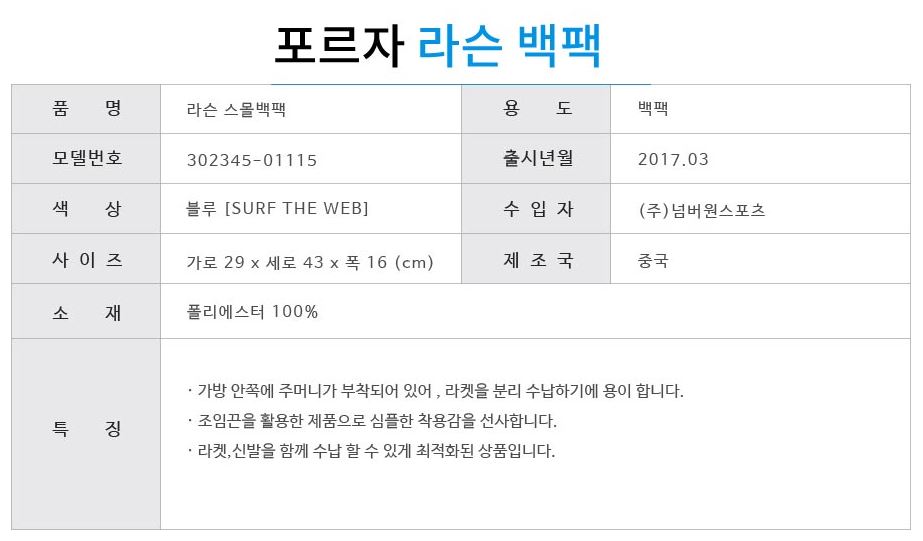 포르자 라슨 백팩
품 명 라슨 스몰백팩 용 도 백팩
모델번호 302345-01115 출시년월 2017.03
색 상 블루 [SURF THE WEB] 수 입 자 (주)넘버원스포츠
사 이 즈 가로 29 x 세로 43 x 폭 16 (cm) 제 조 국 중국
소 재 폴리에스터 100%
특 징
· 가방 안쪽에 주머니가 부착되어 있어 , 라켓을 분리 수납하기에 용이 합니다.
· 조임끈을 활용한 제품으로 심플한 착용감을 선사합니다.
· 라켓,신발을 함께 수납 할 수 있게 최적화된 상품입니다.